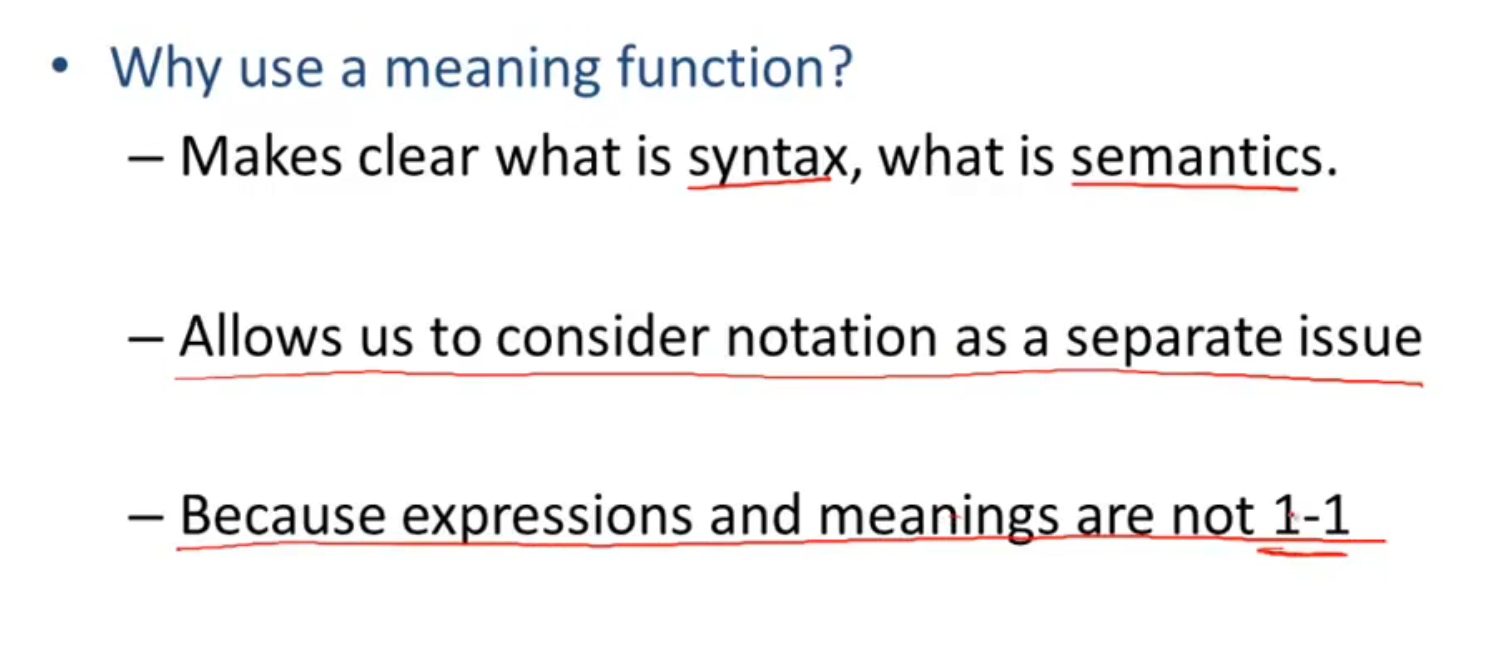 • Why use a meaning function?
– Makes clear what is syntax, what is semantics.
– Allows us to consider notation as a separate issue
– Because expressions and meanings are not 1-1